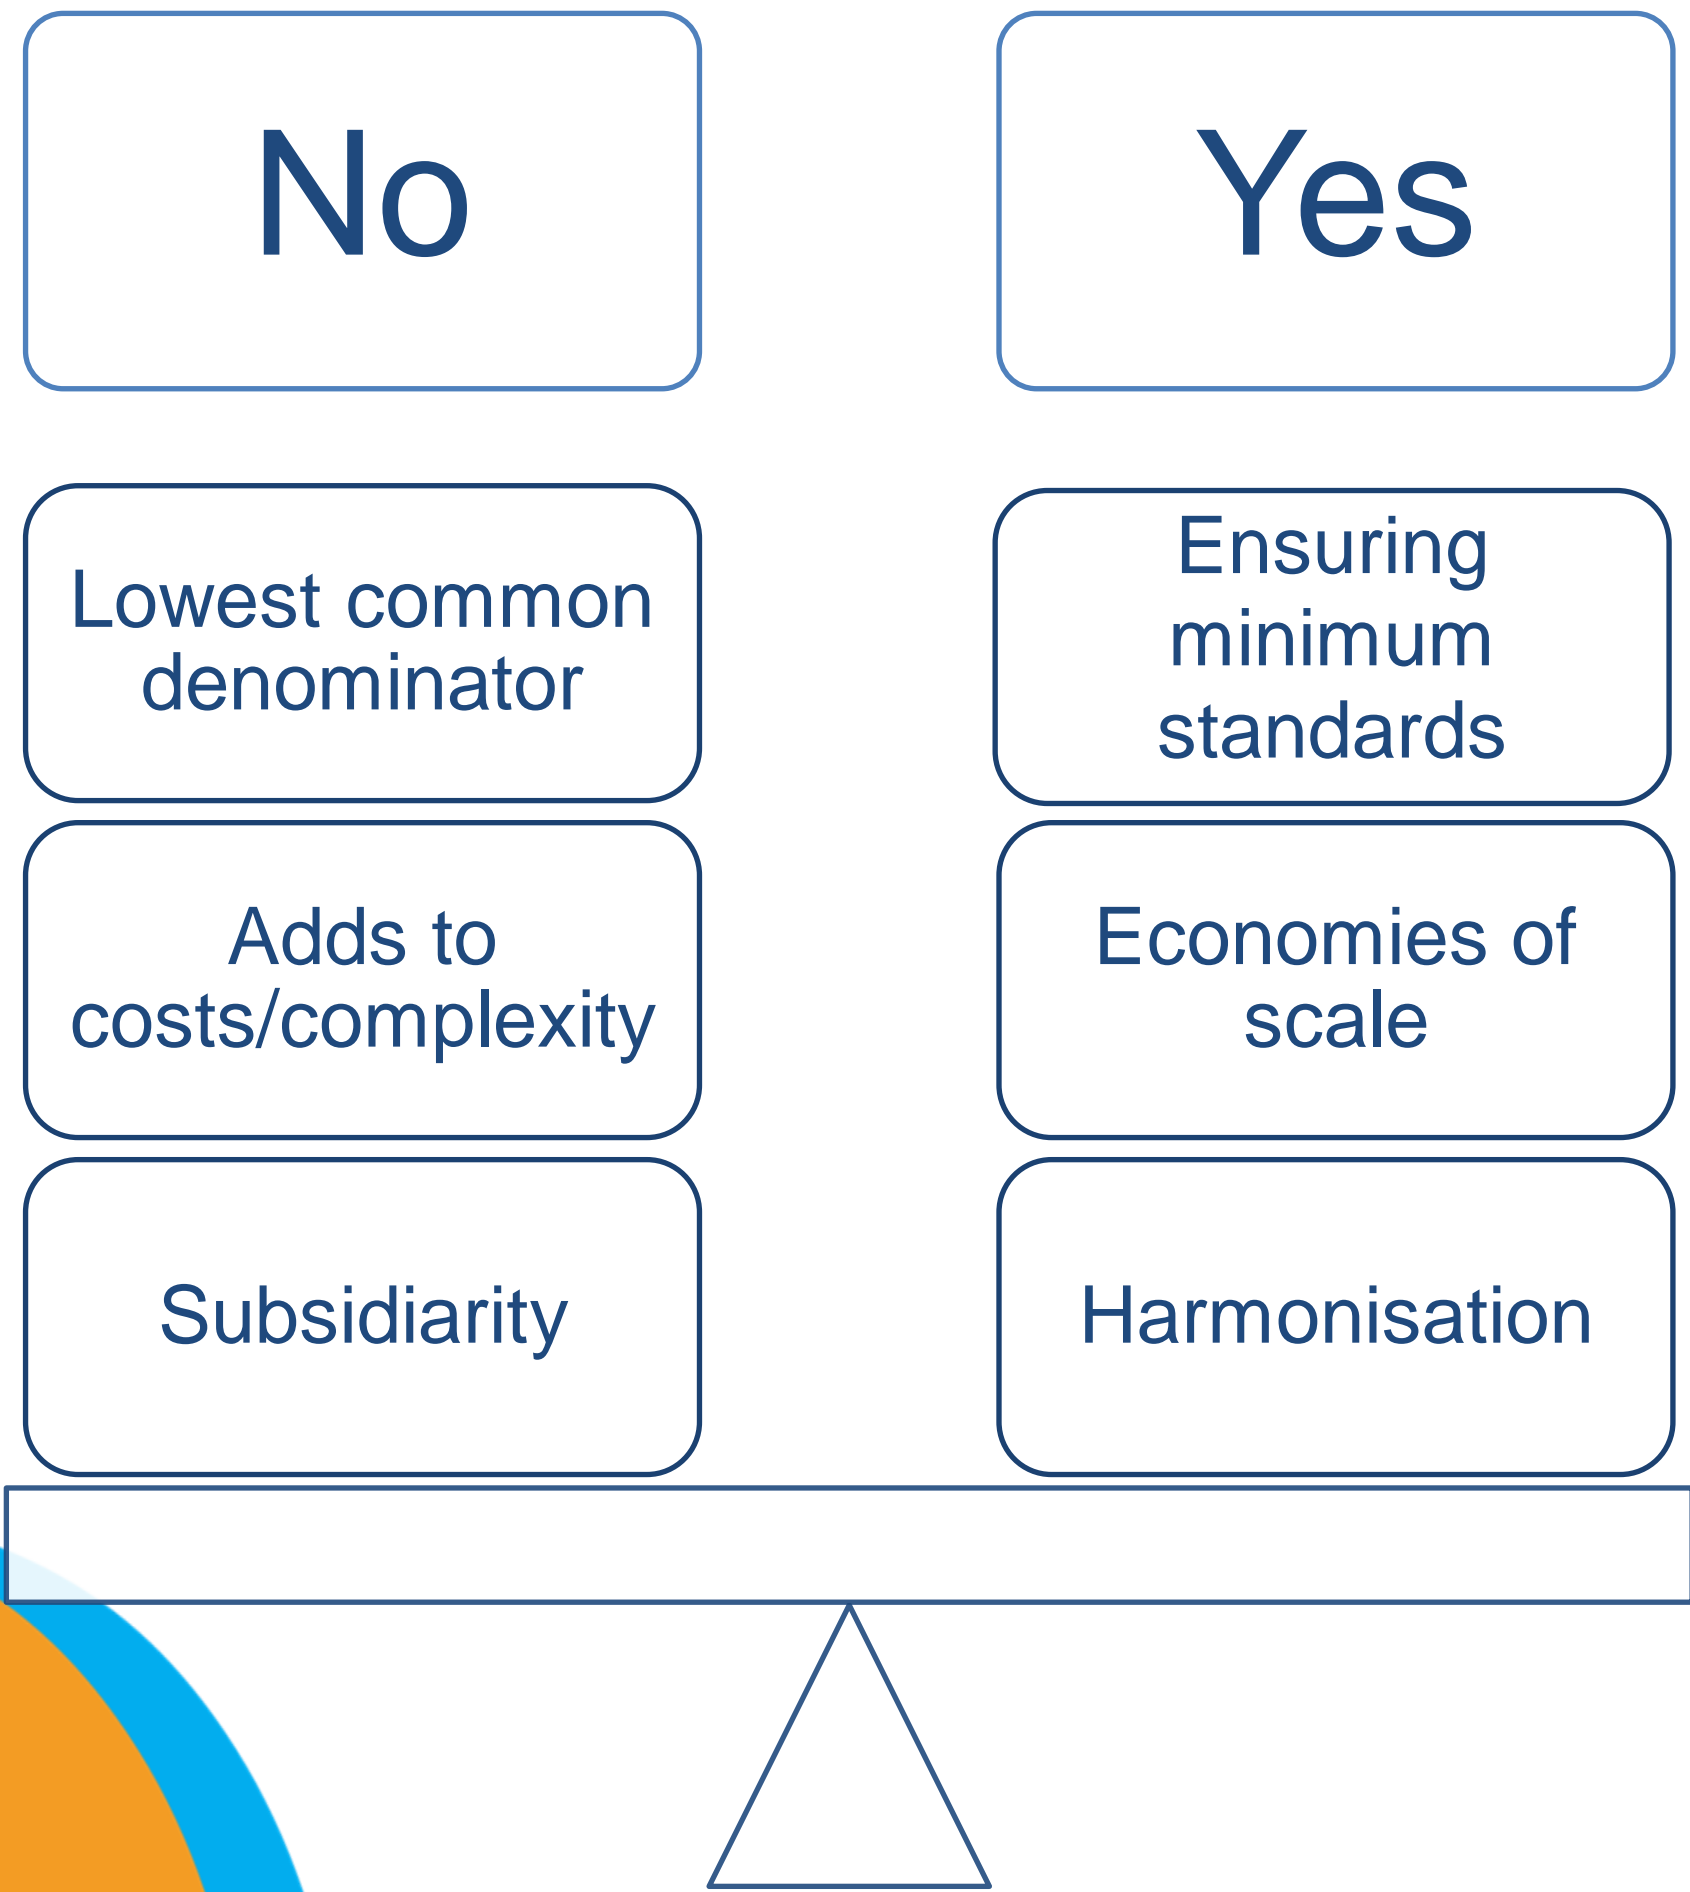 No
Yes
Lowest common
denominator
Ensuring
minimum
standards
Adds to
costs/complexity
Economies of
scale
Subsidiarity
Harmonisation